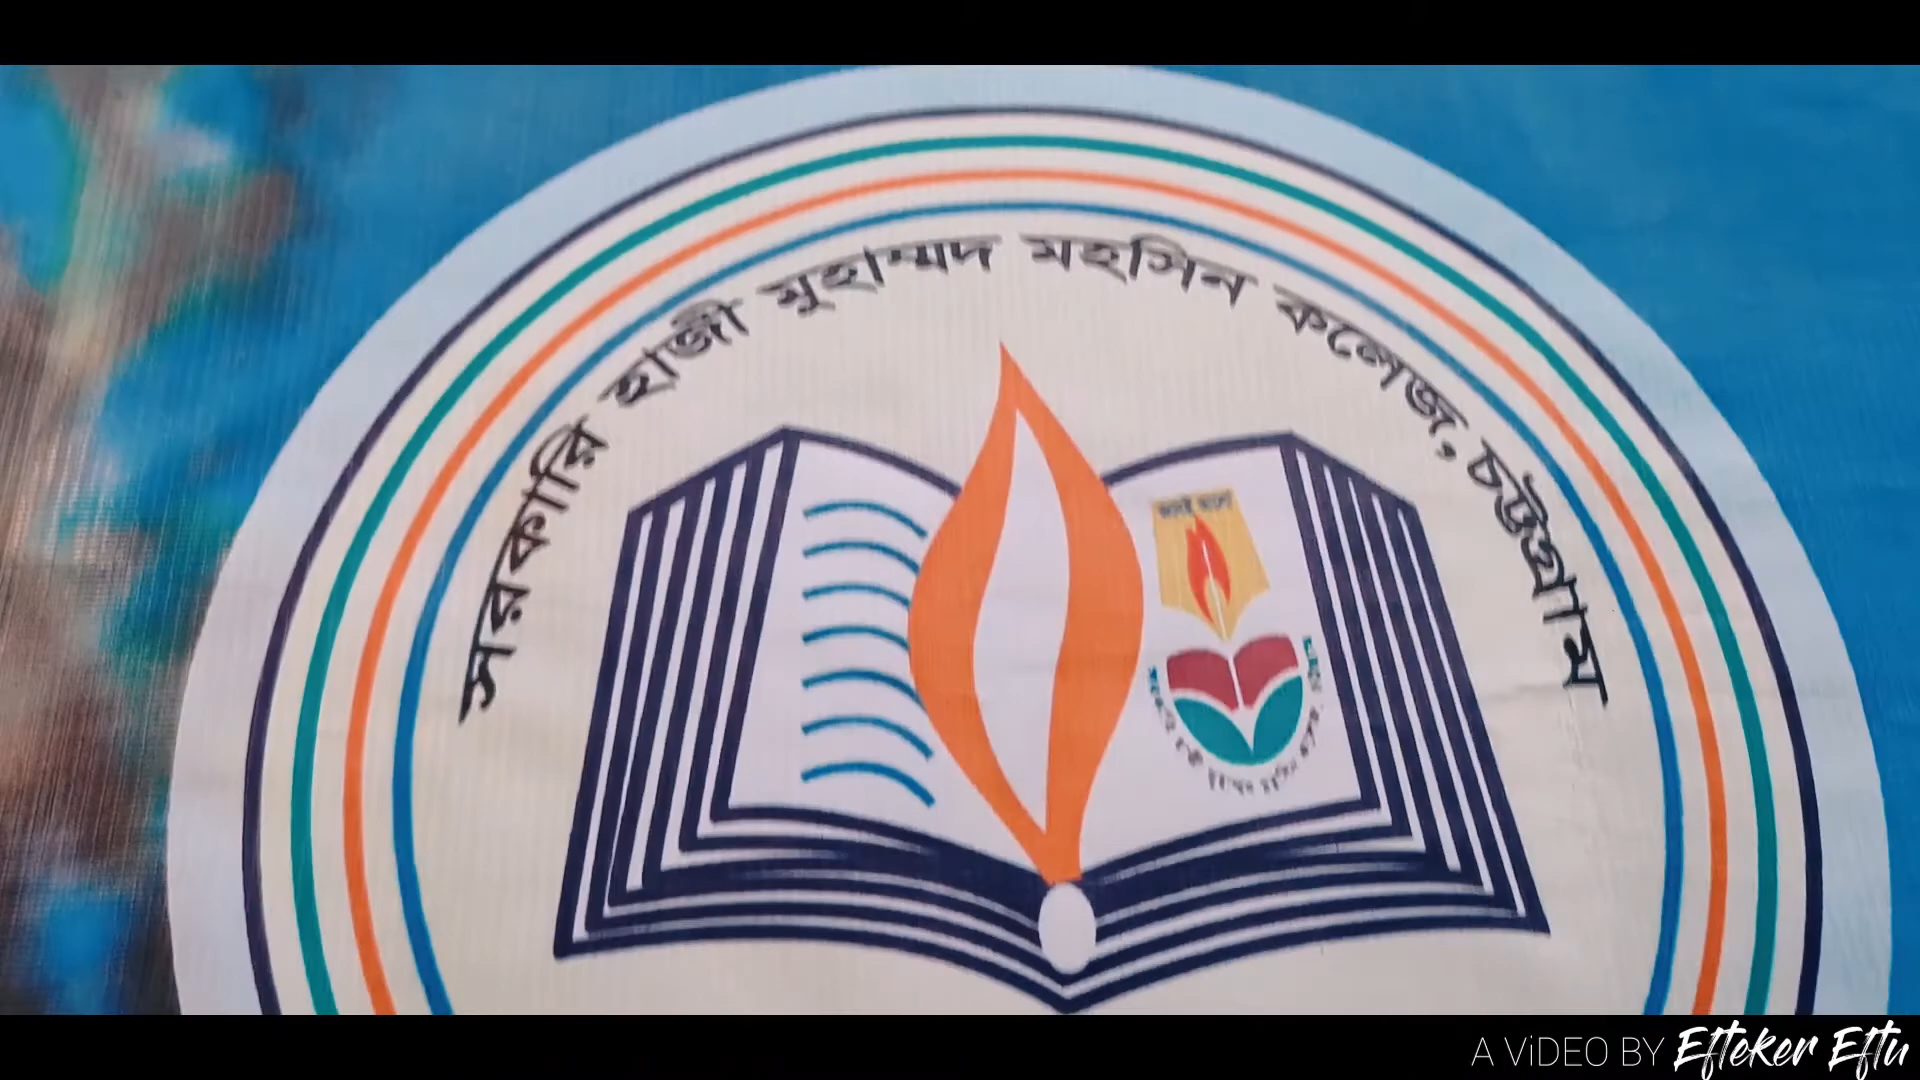 সরকারি হাজী মুহাম্মদ মহসিন কলেজ, চট্টগ্রাম
A ViDEO BY Efteker Eftu